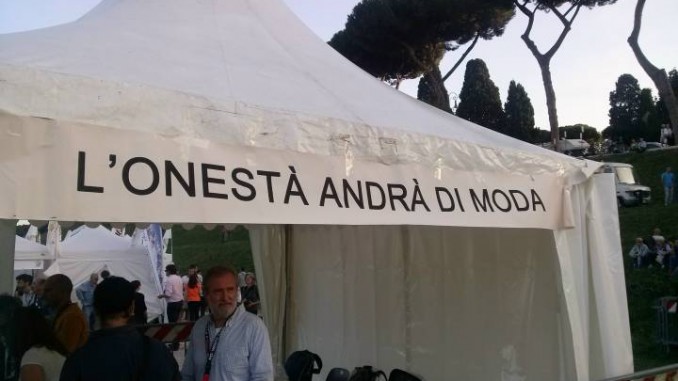 L'ONESTÀ ANDRÀ DI MODA